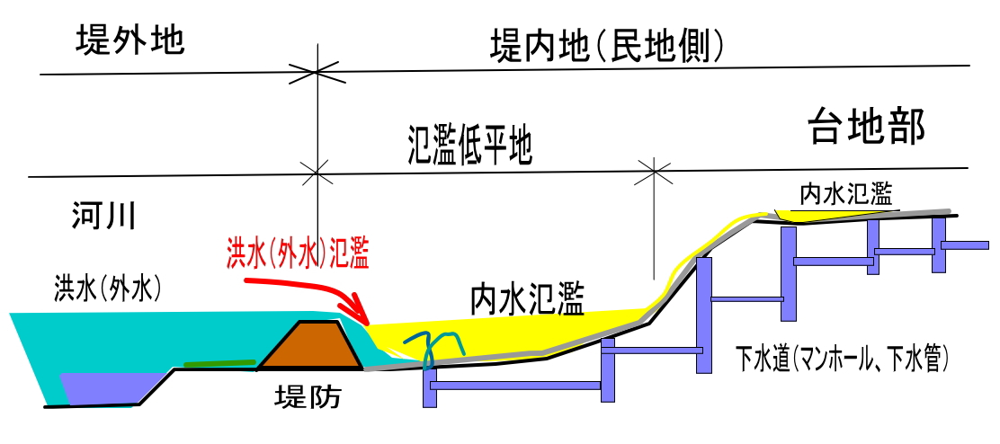 堤外地
堤内地(民地側)
氾濫低平地
台地部
河川
内水氾濫
洪水(外水)氾濫
洪水(外水)
内水氾濫
下水道(マンホール、下水管)
堤防